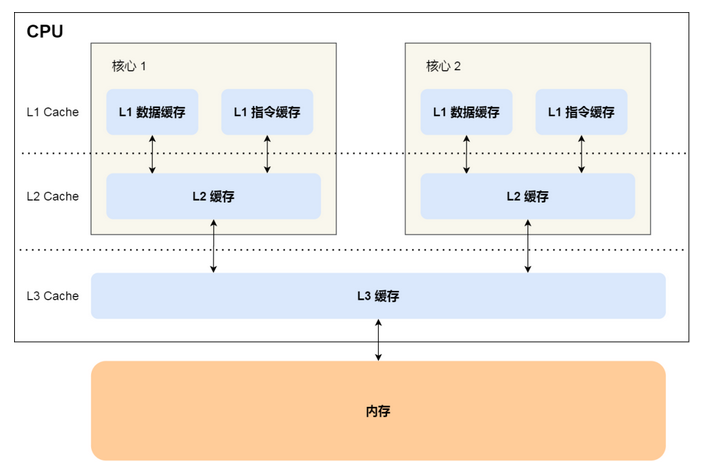 CPU
核心 1
核心 2
L1 Cache
L1 数据缓存
L1 指令缓存
L1 数据缓存
L1 指令缓存
L2 Cache
L2 缓存
L2 缓存
L3 Cache
L3 缓存
内存